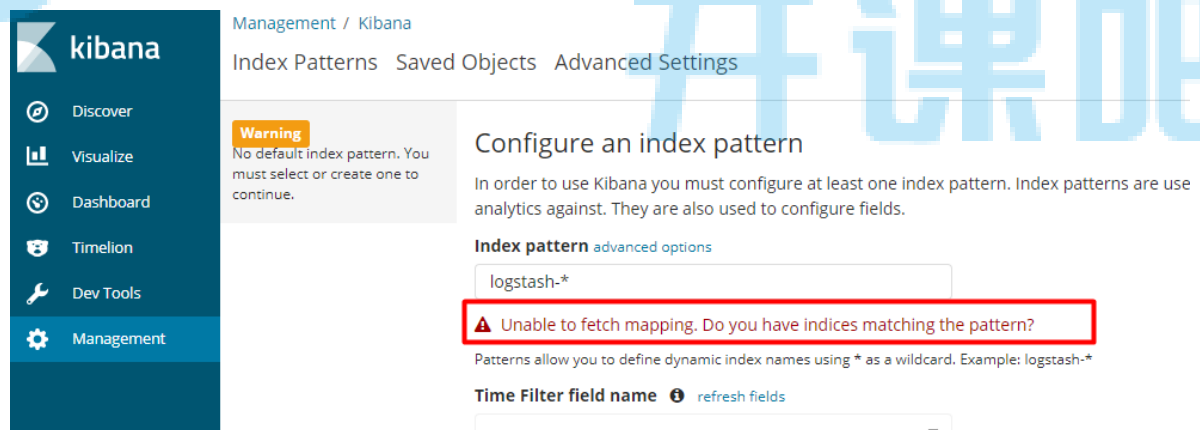 Management / Kibana
kibana
Index Patterns Saved Objects Advanced Settings
开课吧
Discover
Visualize
Dashboard
Timelion
Dev Tools
Management
Warning
No default index pattern. You
must select or create one to
continue.
Configure an index pattern
In order to use Kibana you must configure at least one index pattern. Index patterns are use
analytics against. They are also used to configure fields.
Index pattern advanced options
logstash-*
Unable to fetch mapping. Do you have indices matching the pattern?
Patterns allow you to define dynamic index names using * as a wildcard. Example: logstash-*
Time Filter field name refresh fields